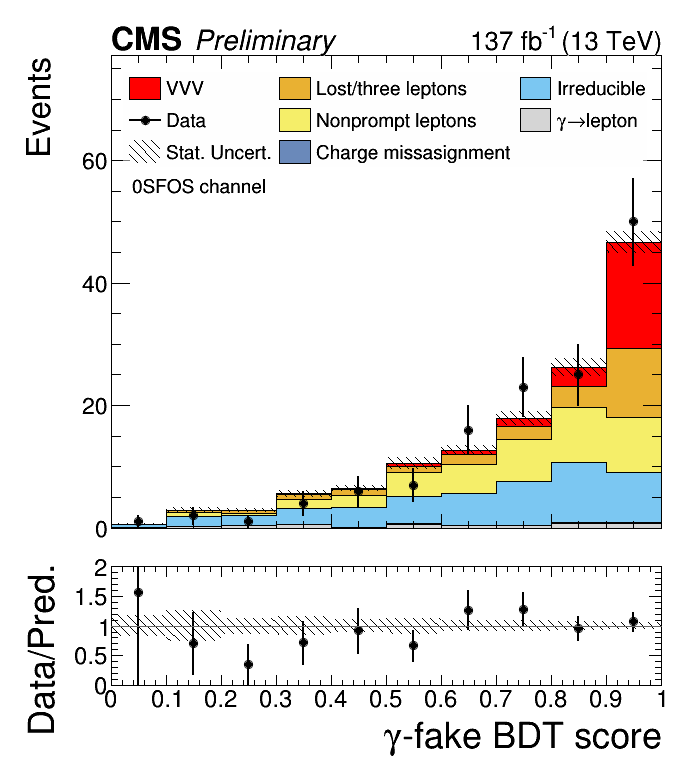 CMS Preliminary 137 fb-1 (13 TeV)
Events
VVV Lost/three leptons Irreducible
Data Nonprompt leptons γ→lepton
Stat. Uncert. Charge missasignment
0SFOS channel
60
40
20
0
Data/Pred.
2
1.5
1
0.5
0
0 0.1 0.2 0.3 0.4 0.5 0.6 0.7 0.8 0.9 1
γ-fake BDT score